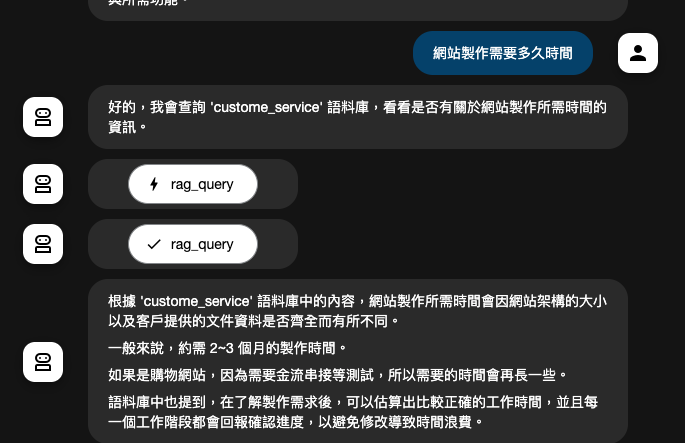 網站製作需要多久時間
好的，我會查詢 'custome_service' 語料庫，看看是否有關於網站製作所需時間的
資訊。
rag_query
rag_query
根據 'custome_service' 語料庫中的內容，網站製作所需時間會因網站架構的大小
以及客戶提供的文件資料是否齊全而有所不同。
一般來說，約需 2~3 個月的製作時間。
如果是購物網站，因為需要金流串接等測試，所以需要的時間會再長一些。
語料庫中也提到，在了解製作需求後，可以估算出比較正確的工作時間，並且每
一個工作階段都會回報確認進度，以避免修改導致時間浪費。